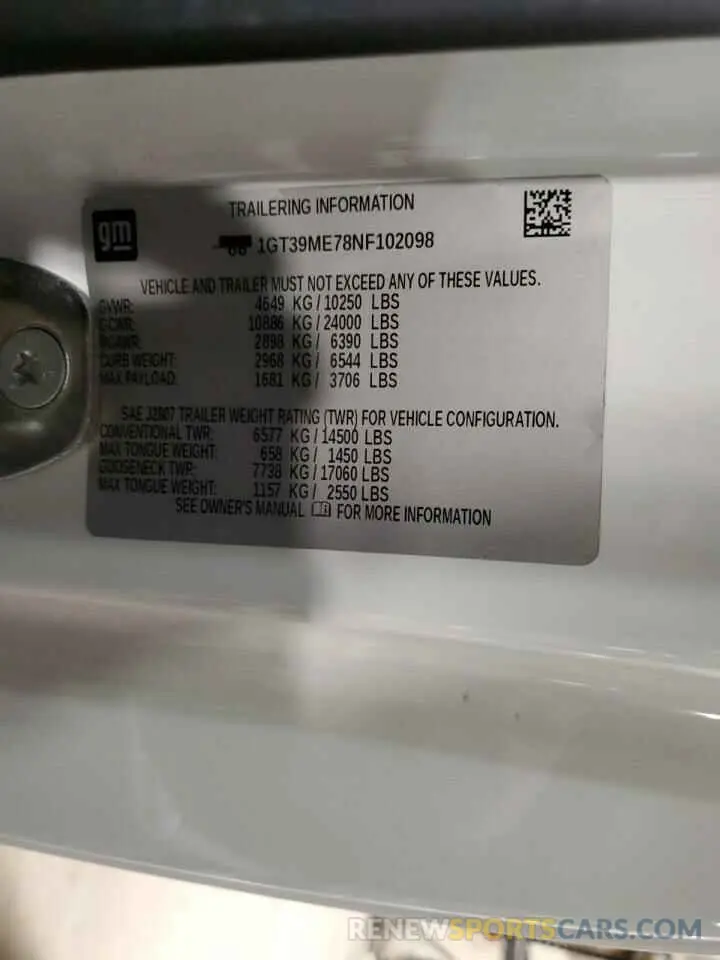 gm
TRAILERING INFORMATION
1GT39ME78NF102098
VEHICLE AND TRAILER MUST NOT EXCEED ANY OF THESE VALUES.
GVWR: 4649 KG / 10250 LBS
GCWR: 10886 KG / 24000 LBS
RGAWR: 2898 KG / 6390 LBS
CURB WEIGHT: 2968 KG / 6544 LBS
MAX PAYLOAD: 1681 KG / 3706 LBS
SAE J2807 TRAILER WEIGHT RATING (TWR) FOR VEHICLE CONFIGURATION.
CONVENTIONAL TWR: 6577 KG / 14500 LBS
MAX TONGUE WEIGHT: 658 KG / 1450 LBS
GOOSENECK TWR: 7738 KG / 17060 LBS
MAX TONGUE WEIGHT: 1157 KG / 2550 LBS
SEE OWNER'S MANUAL FOR MORE INFORMATION
RENEWSPORTSCARS.COM